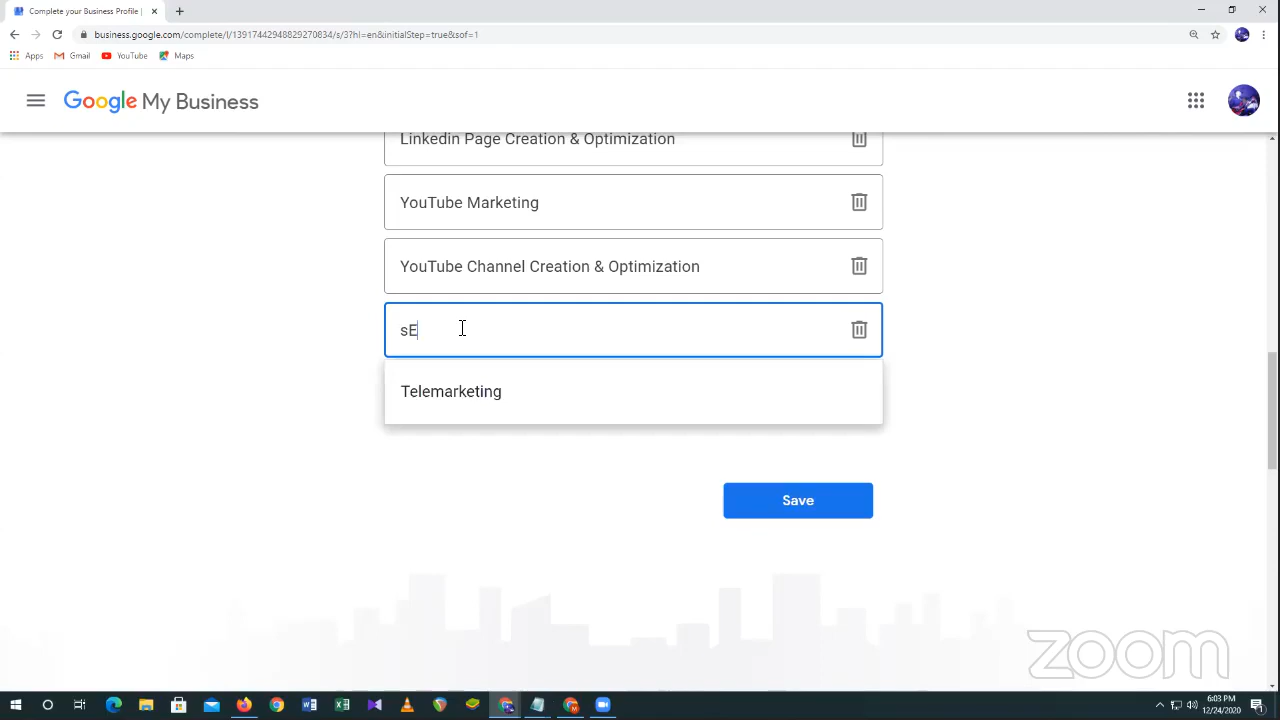 Complete your Business Profile |
business.google.com/complete/l/13917442948829270834/s/3?hl=en&initialStep=true&sof=1
Apps Gmail YouTube Maps
Google My Business
Linkedin Page Creation & Optimization
YouTube Marketing
YouTube Channel Creation & Optimization
sE
Telemarketing
Save
zoom
6:03 PM
12/24/2020